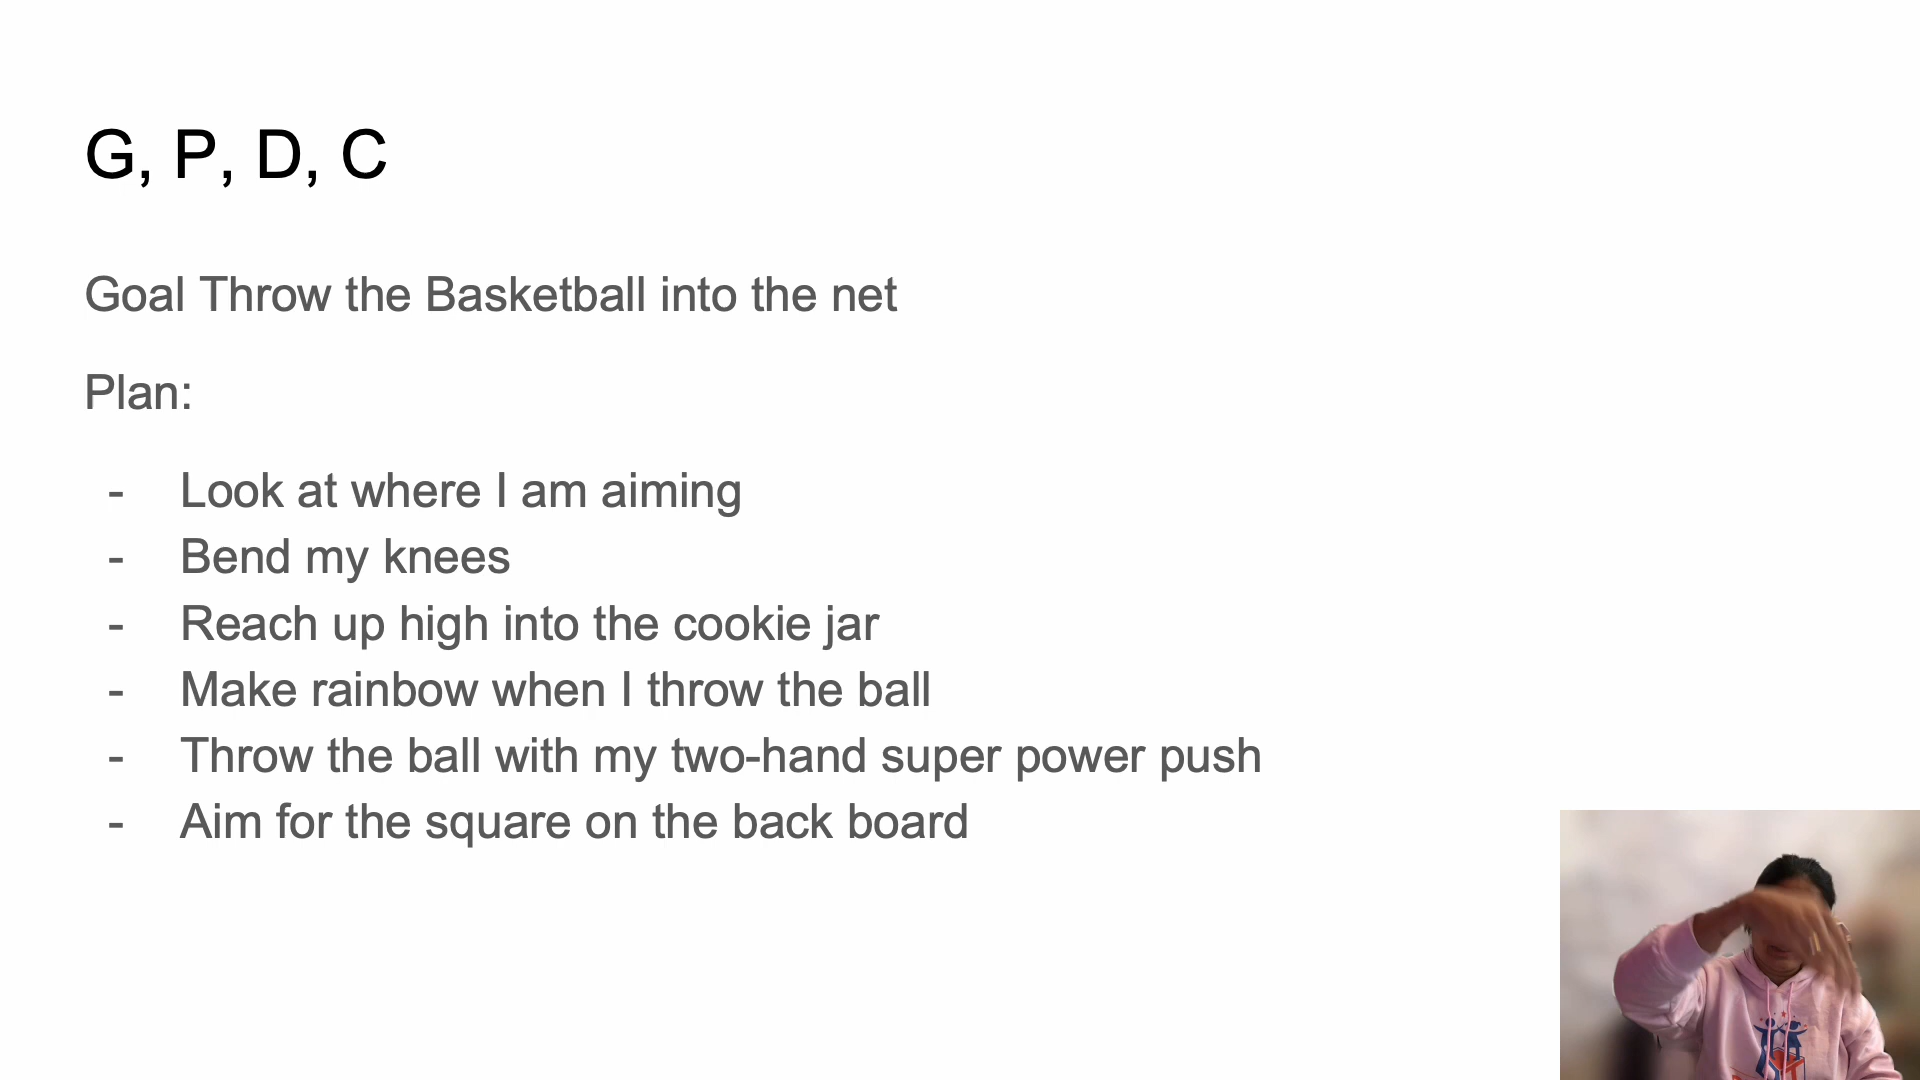 G, P, D, C
Goal Throw the Basketball into the net
Plan:
- Look at where I am aiming
- Bend my knees
- Reach up high into the cookie jar
- Make rainbow when I throw the ball
- Throw the ball with my two-hand super power push
- Aim for the square on the back board